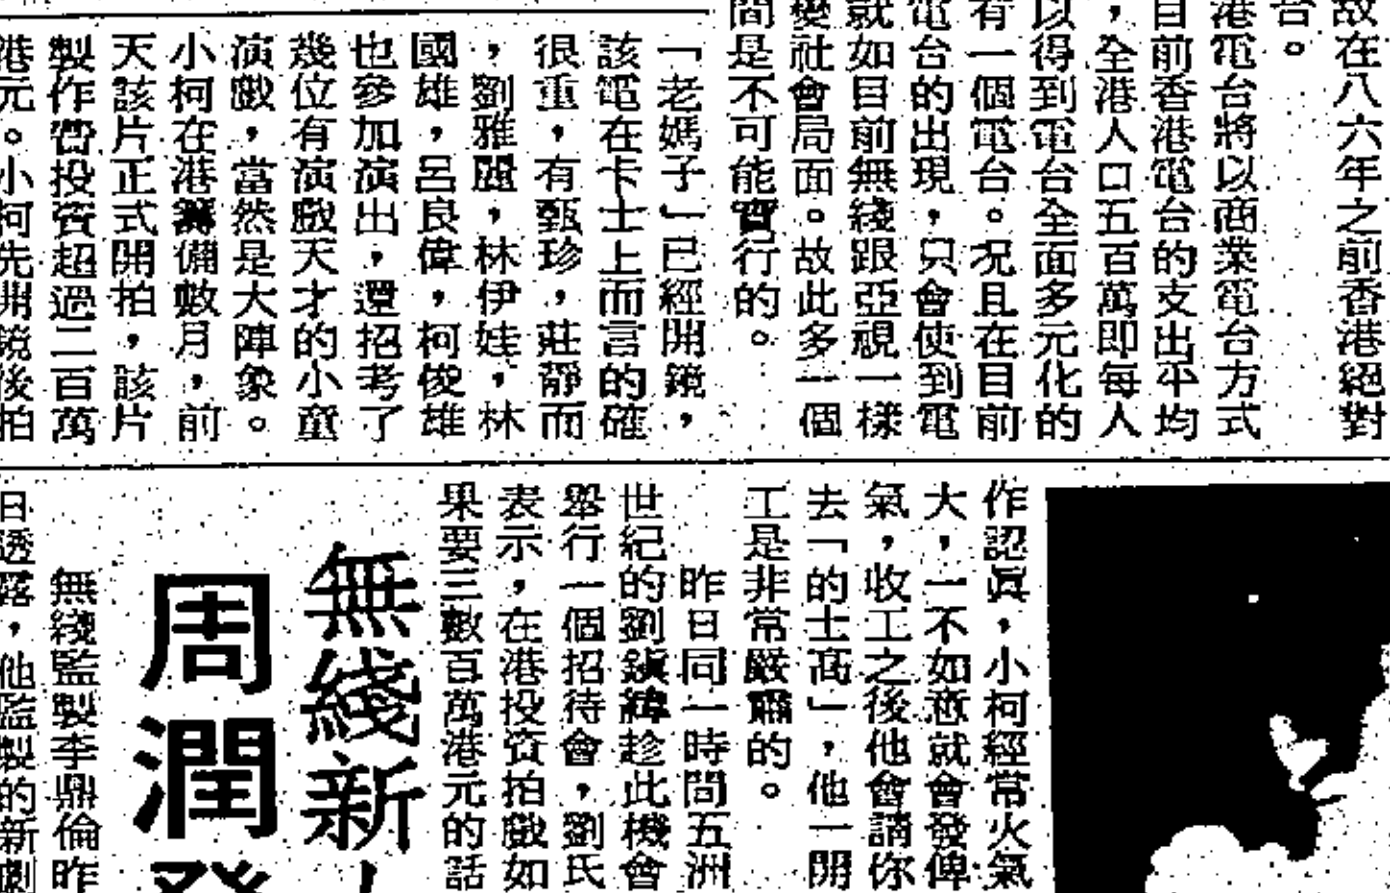 故在八六年之前香港絕對
台。
港電台將以商業電台方式
目前香港電台的支出平均
，全港人口五百萬即每人
以得到電台全面多元化的
有一個電台。况且在目前
電台的出現，只會使到電
就如目前無綫跟亞視一樣
變社會局面。故此多一個
間是不可能實行的。
「老媽子」已經開鏡，
該電在卡士上而言的確
很重，有甄珍，莊靜而
，劉雅麗，林伊娃，林
國雄，呂良偉，柯俊雄
也參加演出，還招考了
幾位有演戲天才的小童
演戲，當然是大陣象。
小柯在港籌備數月，前
天該片正式開拍，該片
製作費投資超過二百萬
港元。小柯先開鏡後拍
作認眞，小柯經常火氣
大，一不如意就會發俾
氣，收工之後他會請你
去「的士高」，他一開
工是非常嚴肅的。
昨日同一時間五洲
世紀的劉鎮緯趁此機會
舉行一個招待會，劉氏
表示，在港投資拍戲如
果要三數百萬港元的話
無綫新
周潤發
無綫監製李鼎倫昨
日透露，他監製的新劇